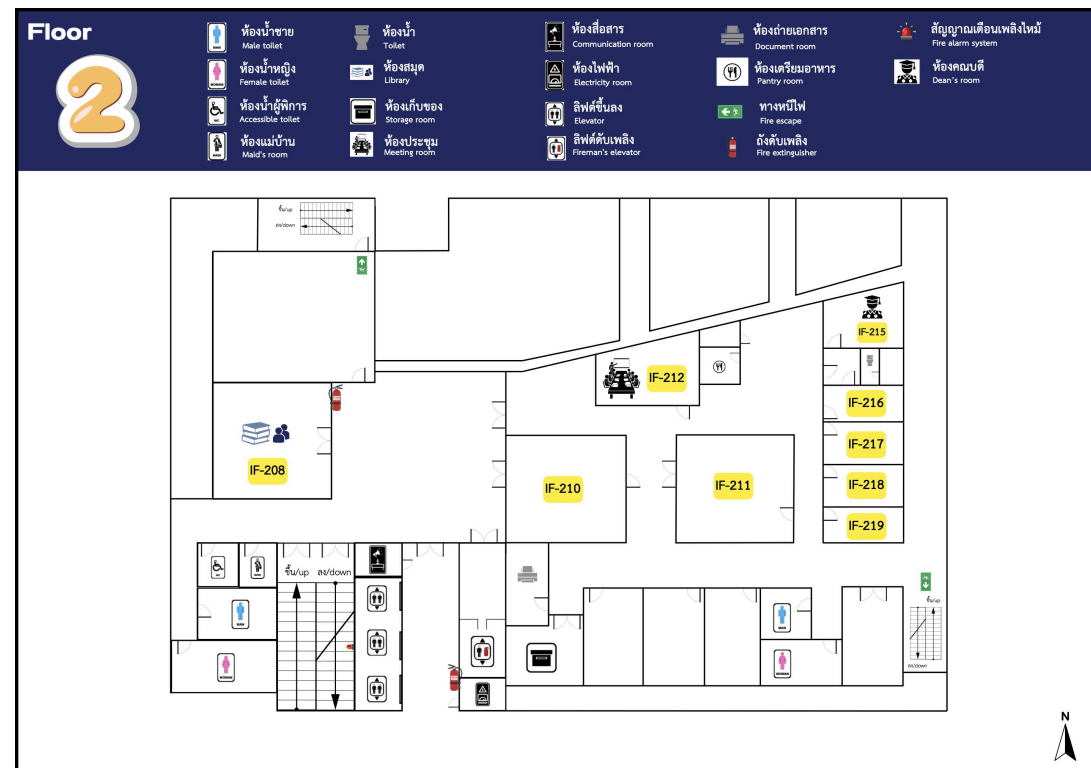 Floor
2
ห้องน้ำชาย
Male toilet
ห้องน้ำหญิง
Female toilet
ห้องน้ำผู้พิการ
Accessible toilet
ห้องแม่บ้าน
Maid's room
ห้องน้ำ
Toilet
ห้องสมุด
Library
ห้องเก็บของ
Storage room
ห้องประชุม
Meeting room
ห้องสื่อสาร
Communication room
ห้องไฟฟ้า
Electricity room
ลิฟต์ขึ้นลง
Elevator
ลิฟต์ดับเพลิง
Fireman's elevator
ห้องถ่ายเอกสาร
Document room
ห้องเตรียมอาหาร
Pantry room
ทางหนีไฟ
Fire escape
ถังดับเพลิง
Fire extinguisher
สัญญาณเตือนเพลิงไหม้
Fire alarm system
ห้องคณบดี
Dean's room
ขึ้น/up
ลง/down
IF-215
IF-212
IF-216
IF-217
IF-208
IF-210
IF-211
IF-218
IF-219
ขึ้น/up ลง/down
MAN
WOMAN
MAN
WOMAN
ขึ้น/up
ลง/down
N